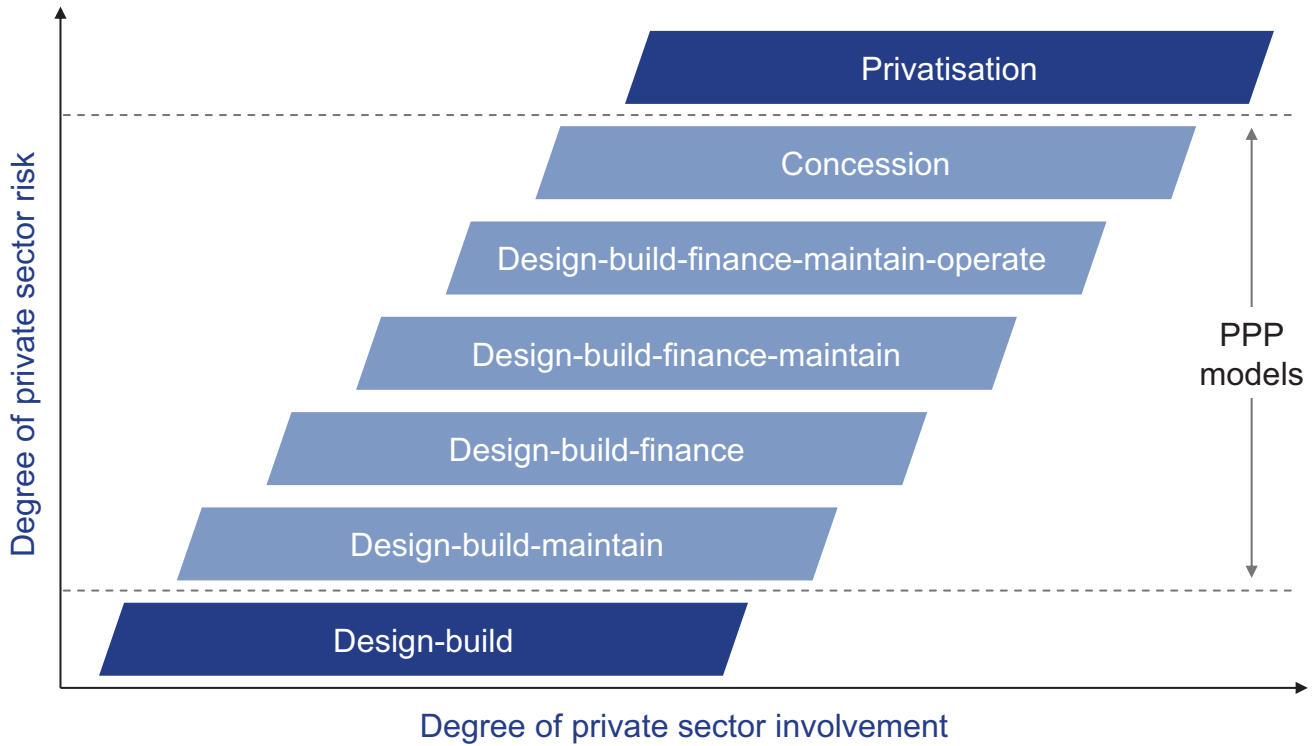 Degree of private sector risk
Privatisation
Concession
Design-build-finance-maintain-operate
Design-build-finance-maintain
Design-build-finance
Design-build-maintain
Design-build
PPP
models
Degree of private sector involvement